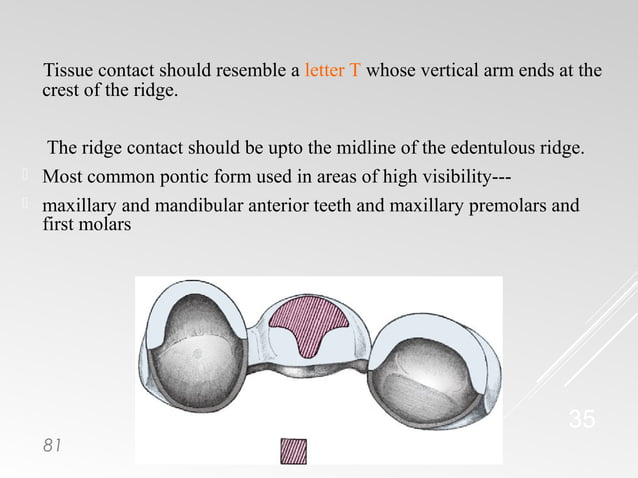 Tissue contact should resemble a letter T whose vertical arm ends at the
crest of the ridge.
The ridge contact should be upto the midline of the edentulous ridge.
Most common pontic form used in areas of high visibility---
maxillary and mandibular anterior teeth and maxillary premolars and
first molars
35
81